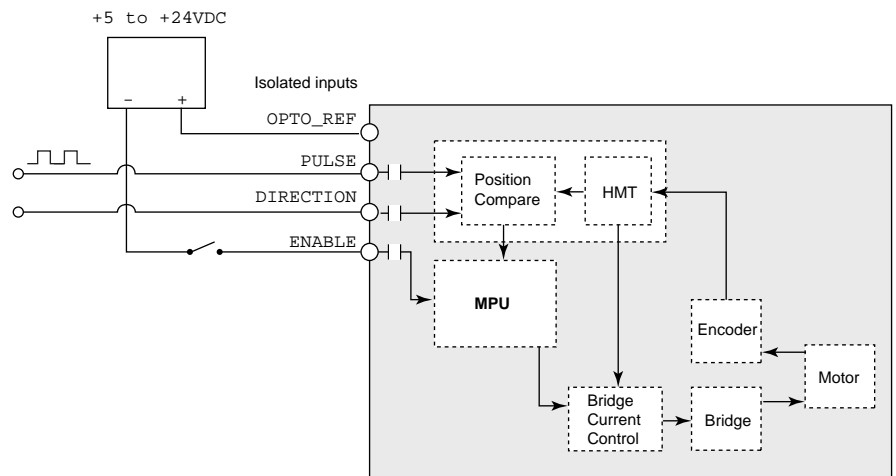 +5 to +24VDC
- +
Isolated inputs
OPTO_REF
PULSE
DIRECTION
ENABLE
Position
Compare
HMT
MPU
Encoder
Motor
Bridge
Current
Control
Bridge